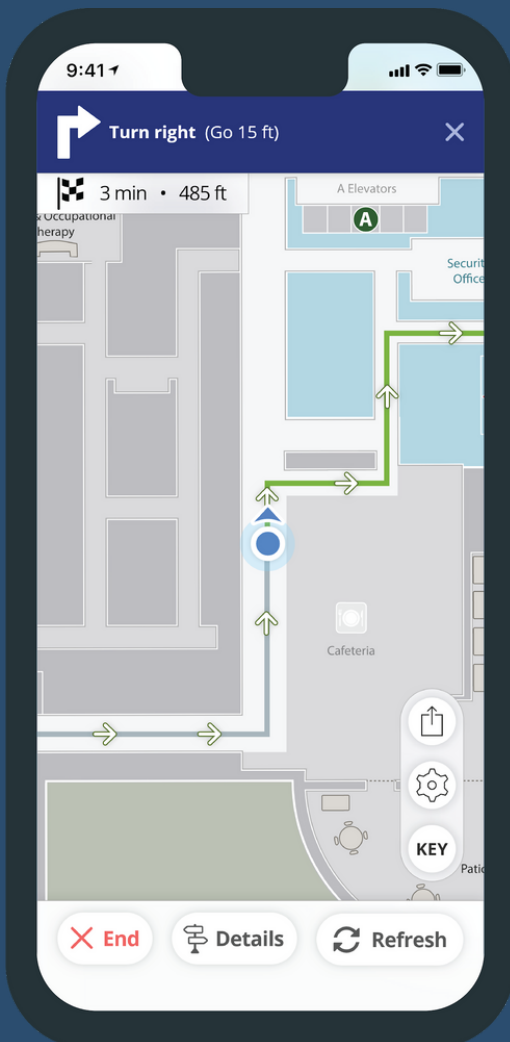 9:41
Turn right (Go 15 ft)
3 min • 485 ft
& Occupational
herapy
A Elevators
A
Securit
Office
Cafeteria
KEY
Patio
End
Details
Refresh